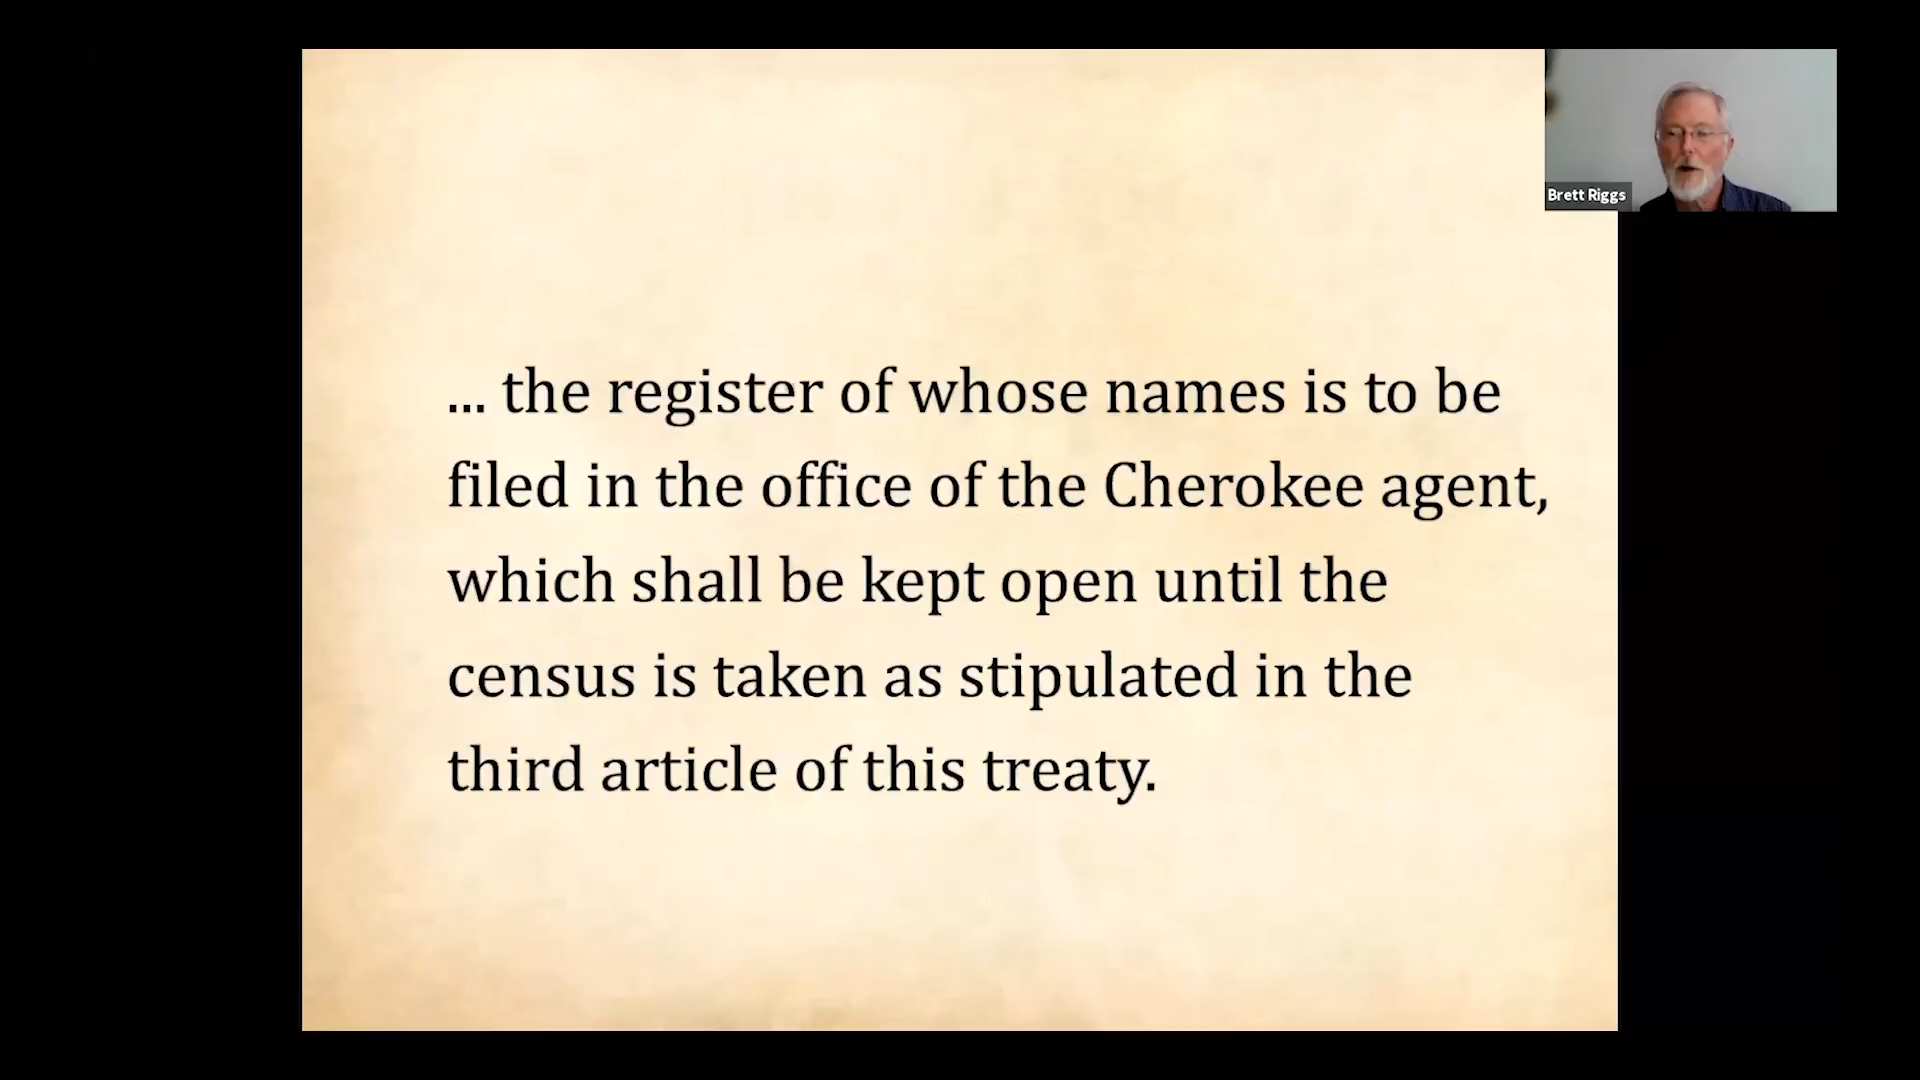 ... the register of whose names is to be
filed in the office of the Cherokee agent,
which shall be kept open until the
census is taken as stipulated in the
third article of this treaty.
Brett Riggs